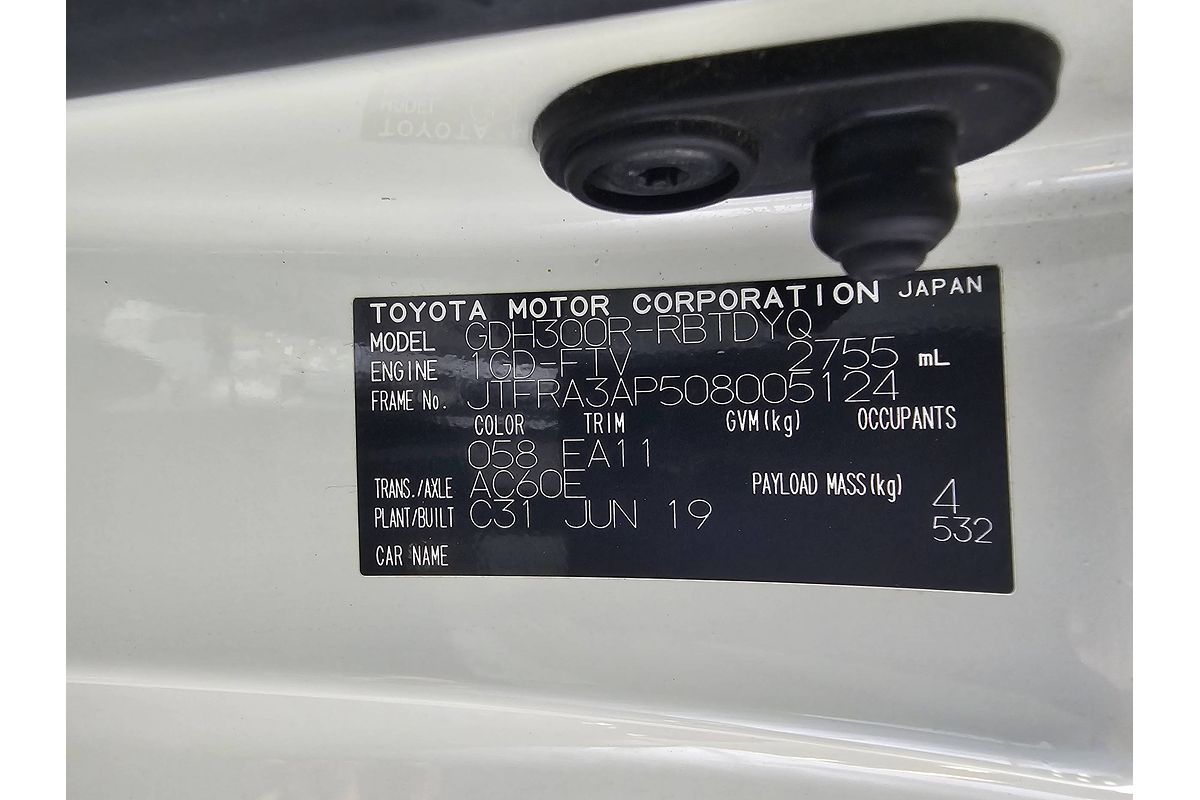 TOYOTA MOTOR CORPORATION JAPAN
MODEL GDH300R-RBTDYQ
ENGINE 1GD-FTV 2755 mL
FRAME No. JTFRA3AP508005124
COLOR TRIM GVM(kg) OCCUPANTS
058 EA11
TRANS./AXLE AC60E PAYLOAD MASS(kg) 4
PLANT/BUILT C31 JUN 19 532
CAR NAME